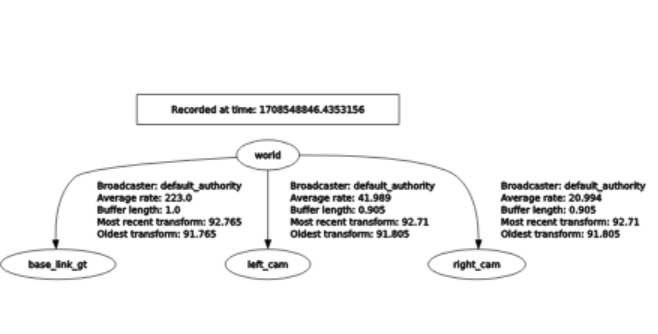 Recorded at time: 1708548846.4353156
world
Broadcaster: default_authority
Average rate: 223.0
Buffer length: 1.0
Most recent transform: 92.765
Oldest transform: 91.765
Broadcaster: default_authority
Average rate: 41.989
Buffer length: 0.905
Most recent transform: 92.71
Oldest transform: 91.805
Broadcaster: default_authority
Average rate: 20.994
Buffer length: 0.905
Most recent transform: 92.71
Oldest transform: 91.805
base_link_gt
left_cam
right_cam